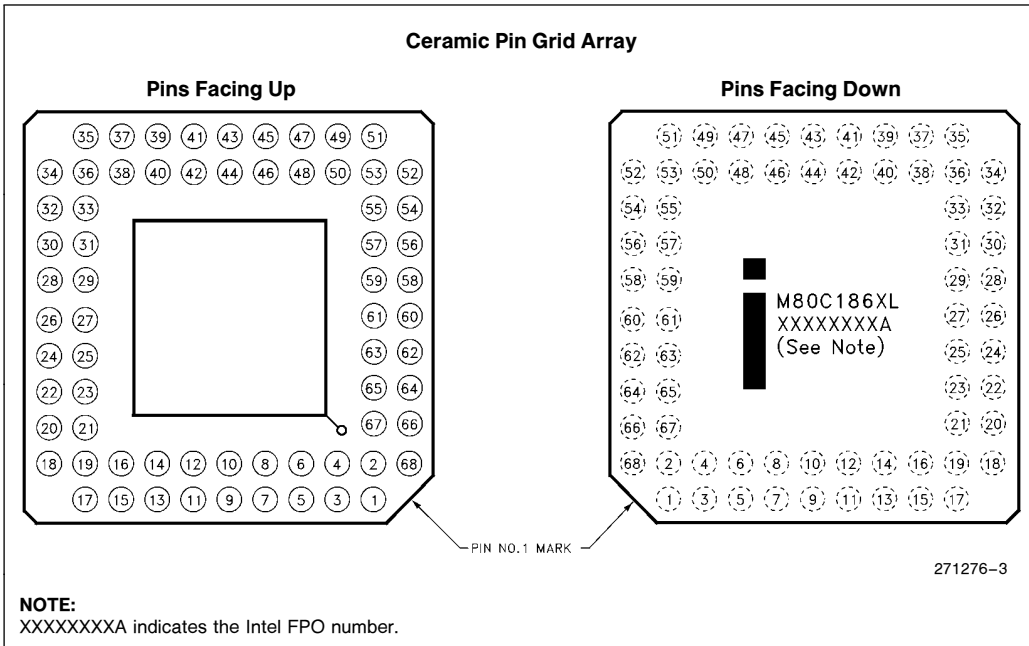 Ceramic Pin Grid Array
Pins Facing Up
35 37 39 41 43 45 47 49 51
34 36 38 40 42 44 46 48 50 53 52
32 33 55 54
30 31 57 56
28 29 59 58
26 27 61 60
24 25 63 62
22 23 65 64
20 21 67 66
18 19 16 14 12 10 8 6 4 2 68
17 15 13 11 9 7 5 3 1
Pins Facing Down
51 49 47 45 43 41 39 37 35
52 53 50 48 46 44 42 40 38 36 34
54 55 33 32
56 57 31 30
58 59 29 28
60 61 27 26
62 63 25 24
64 65 23 22
66 67 21 20
68 2 4 6 8 10 12 14 16 19 18
1 3 5 7 9 11 13 15 17
M80C186XL
XXXXXXXXA
(See Note)
PIN NO.1 MARK
271276–3
NOTE:
XXXXXXXXA indicates the Intel FPO number.